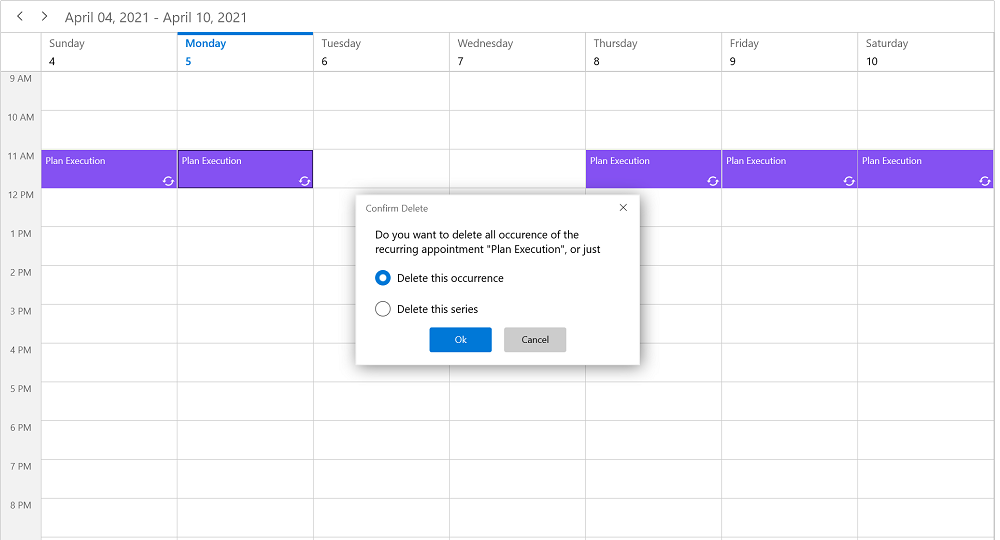 April 04, 2021 - April 10, 2021
Sunday Monday Tuesday Wednesday Thursday Friday Saturday
4 5 6 7 8 9 10
9 AM
10 AM
11 AM
Plan Execution Plan Execution Plan Execution Plan Execution Plan Execution
12 PM
Confirm Delete
1 PM
Do you want to delete all occurence of the
recurring appointment "Plan Execution", or just
2 PM
Delete this occurrence
3 PM
Delete this series
Ok Cancel
4 PM
5 PM
6 PM
7 PM
8 PM